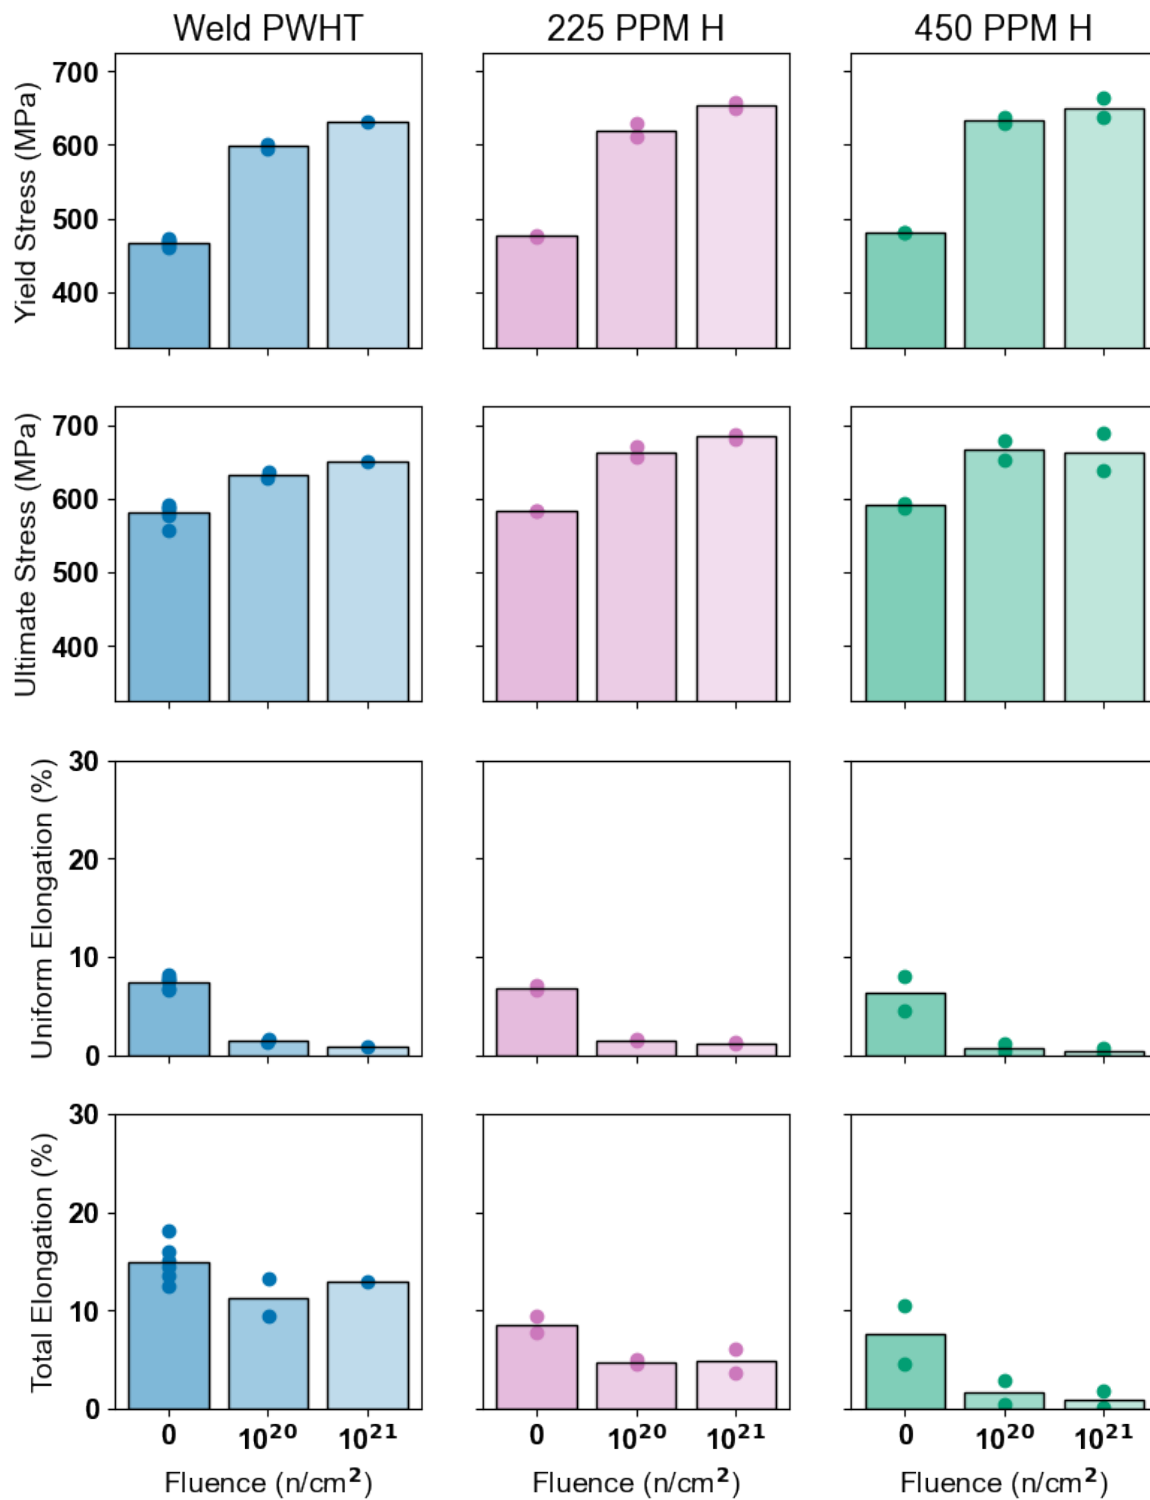 Weld PWHT 225 PPM H 450 PPM H
Yield Stress (MPa)
700
600
500
400
Ultimate Stress (MPa)
700
600
500
400
Uniform Elongation (%)
30
20
10
0
Total Elongation (%)
30
20
10
0
0 10²⁰ 10²¹ 0 10²⁰ 10²¹ 0 10²⁰ 10²¹
Fluence (n/cm²) Fluence (n/cm²) Fluence (n/cm²)